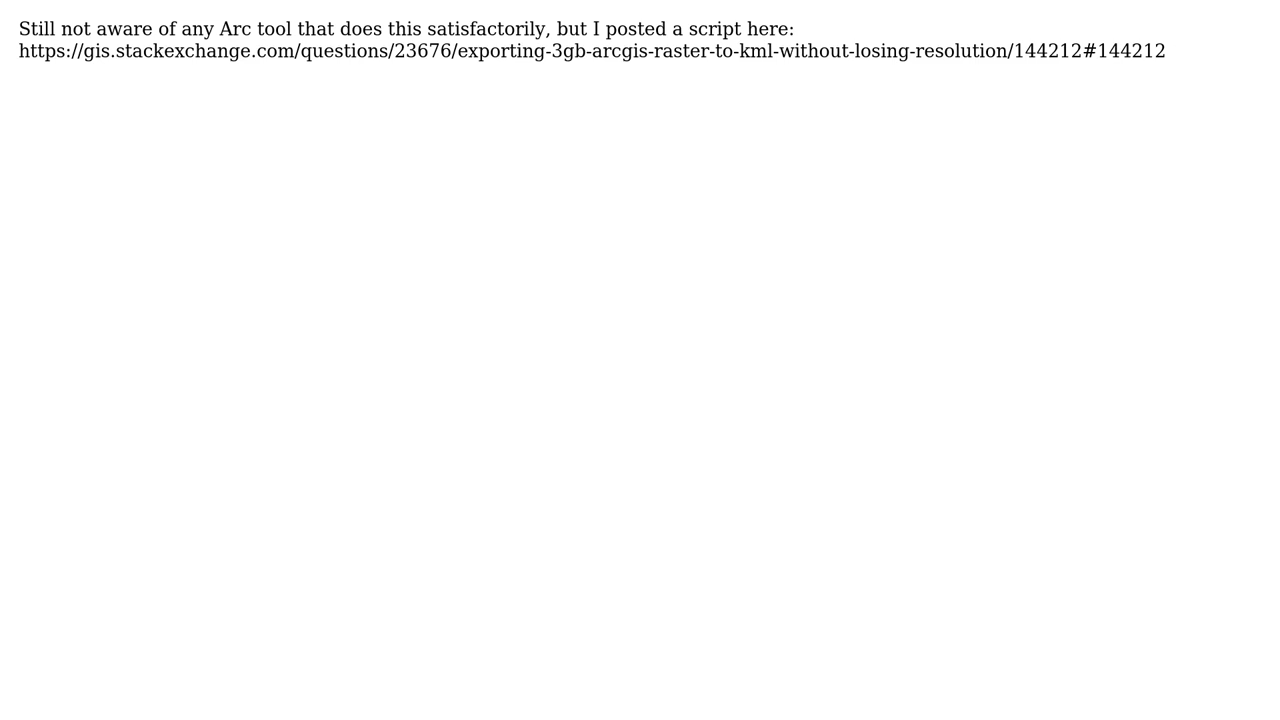 Still not aware of any Arc tool that does this satisfactorily, but I posted a script here:
https://gis.stackexchange.com/questions/23676/exporting-3gb-arcgis-raster-to-kml-without-losing-resolution/144212#144212